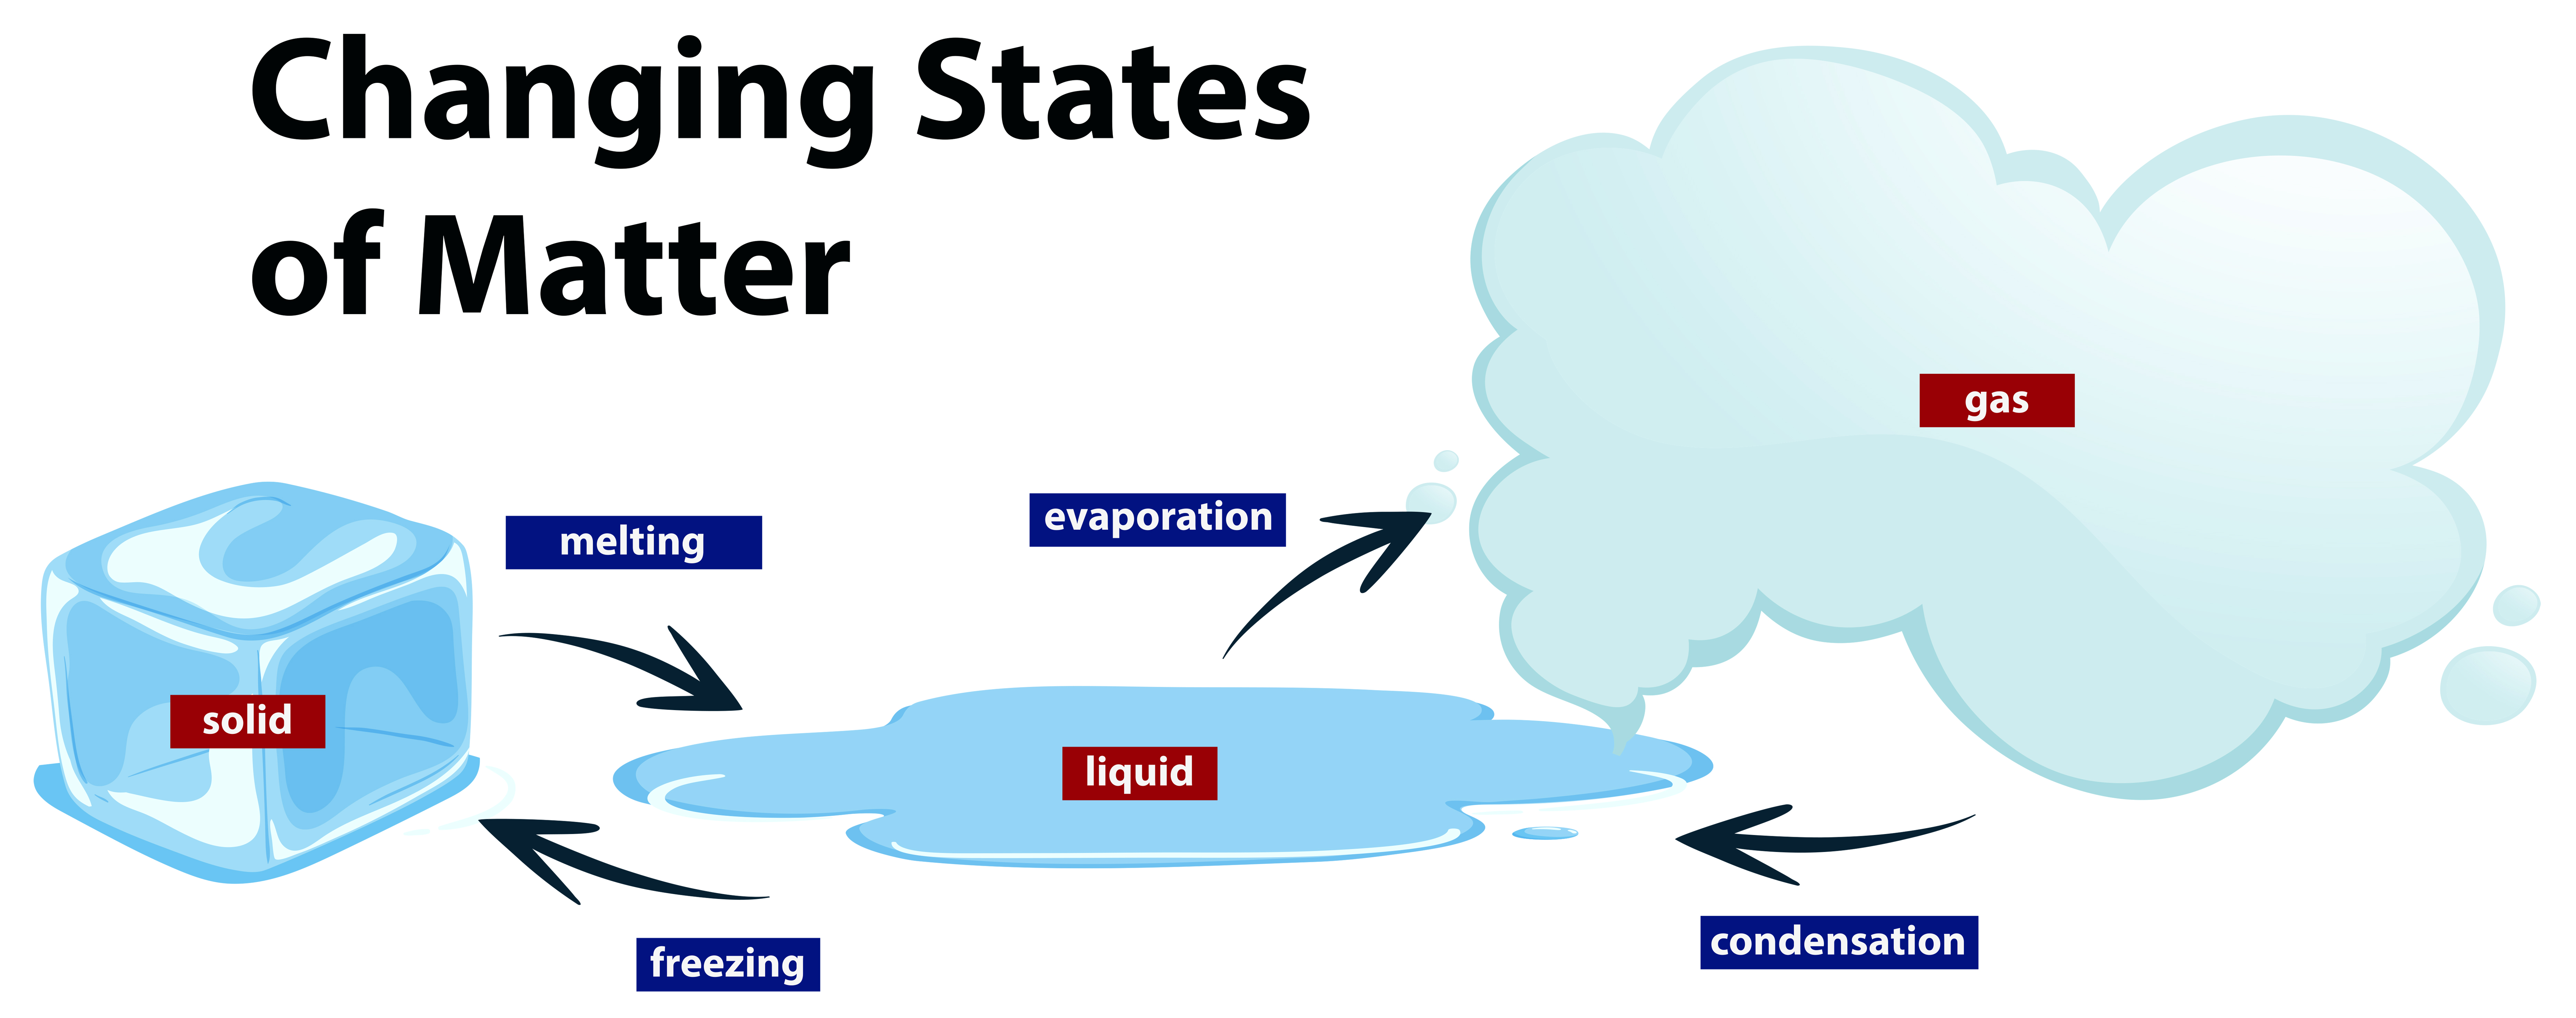 Changing States
of Matter
gas
evaporation
melting
solid
liquid
condensation
freezing